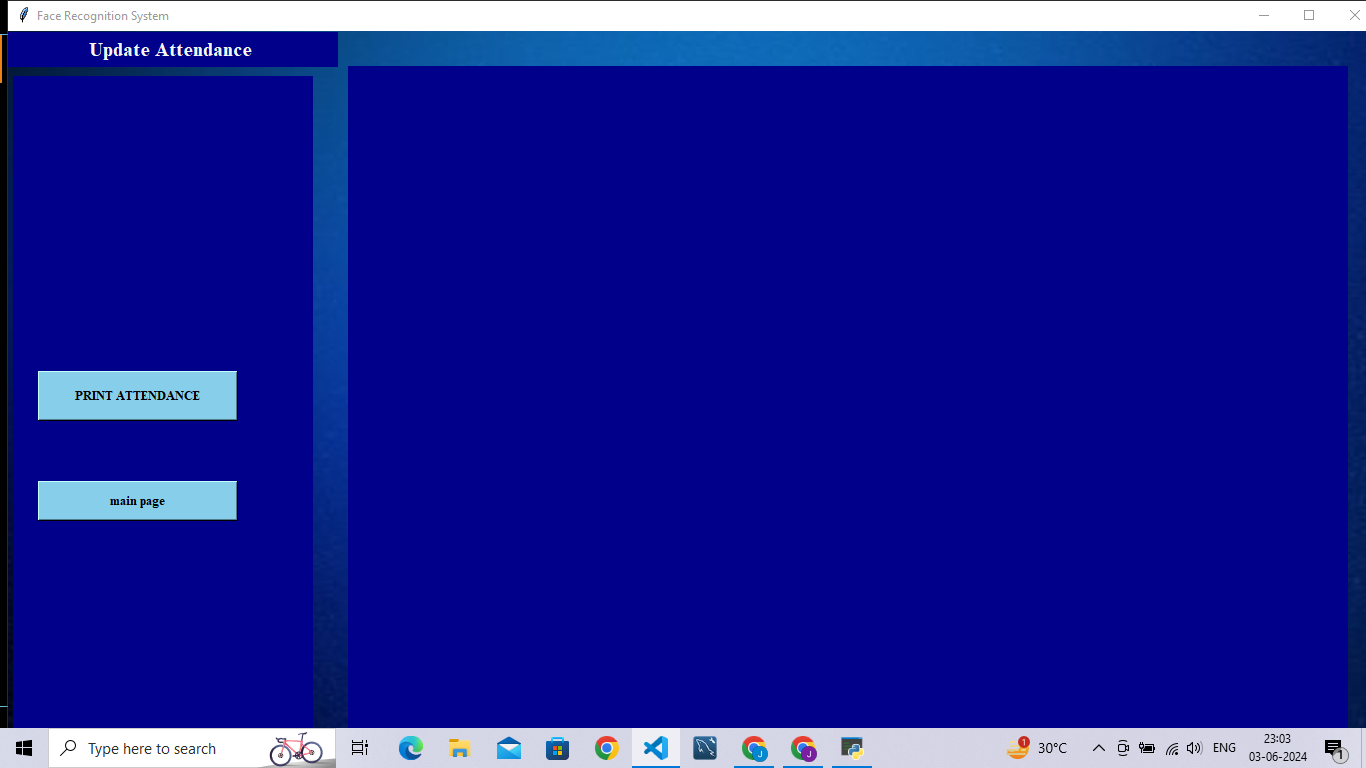 Face Recognition System
Update Attendance
PRINT ATTENDANCE
main page
Type here to search
J
J
1
30°C
ENG
23:03
03-06-2024
1